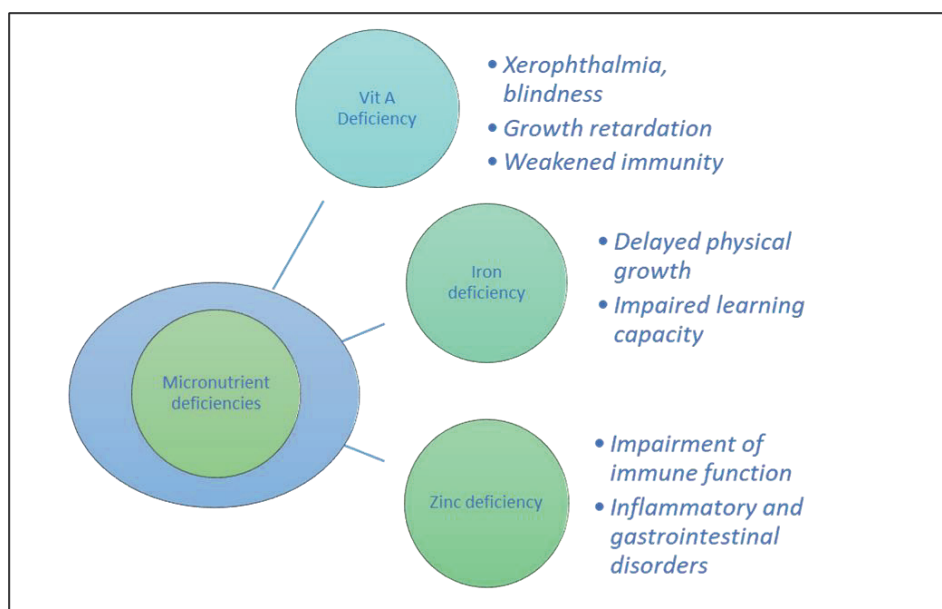 Vit A
Deficiency
• Xerophthalmia,
blindness
• Growth retardation
• Weakened immunity
Iron
deficiency
• Delayed physical
growth
• Impaired learning
capacity
Micronutrient
deficiencies
Zinc deficiency
• Impairment of
immune function
• Inflammatory and
gastrointestinal
disorders